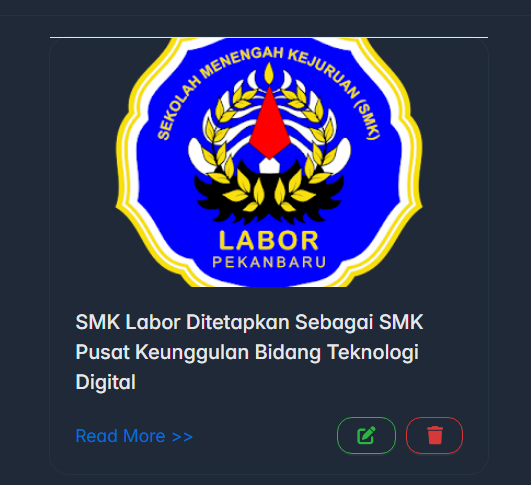 SEKOLAH MENENGAH KEJURUAN (SMK)
LABOR
PEKANBARU
SMK Labor Ditetapkan Sebagai SMK
Pusat Keunggulan Bidang Teknologi
Digital
Read More >>